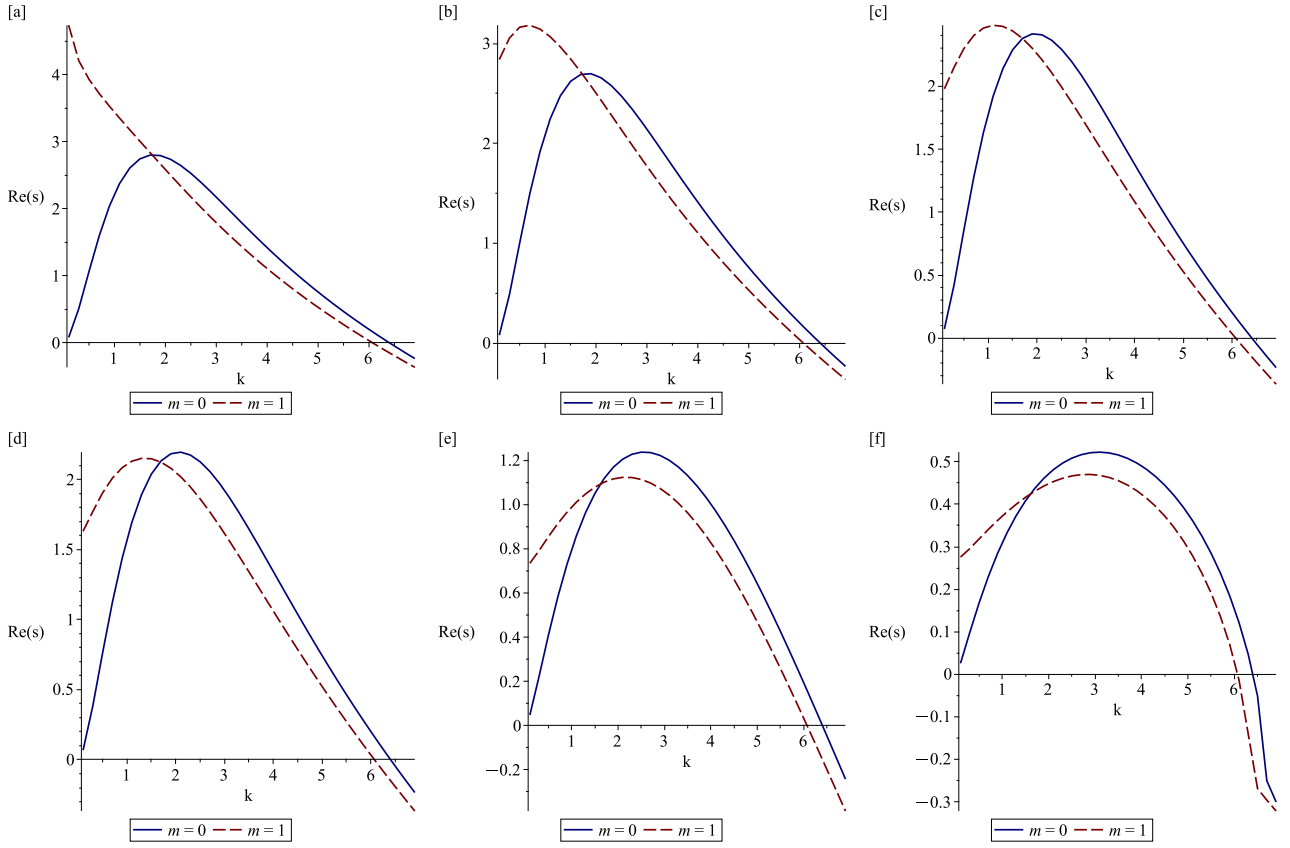 [a]
4
3
2
1
0
Re(s)
1 2 3 4 5 6
k
m = 0 m = 1
[b]
3
2
1
0
Re(s)
1 2 3 4 5 6
k
m = 0 m = 1
[c]
2
1.5
1
0.5
0
Re(s)
1 2 3 4 5 6
k
m = 0 m = 1
[d]
2
1.5
1
0.5
0
Re(s)
1 2 3 4 5 6
k
m = 0 m = 1
[e]
1.2
1.0
0.8
0.6
0.4
0.2
0
−0.2
Re(s)
1 2 3 4 5 6
k
m = 0 m = 1
[f]
0.5
0.4
0.3
0.2
0.1
0
−0.1
−0.2
−0.3
Re(s)
1 2 3 4 5 6
k
m = 0 m = 1